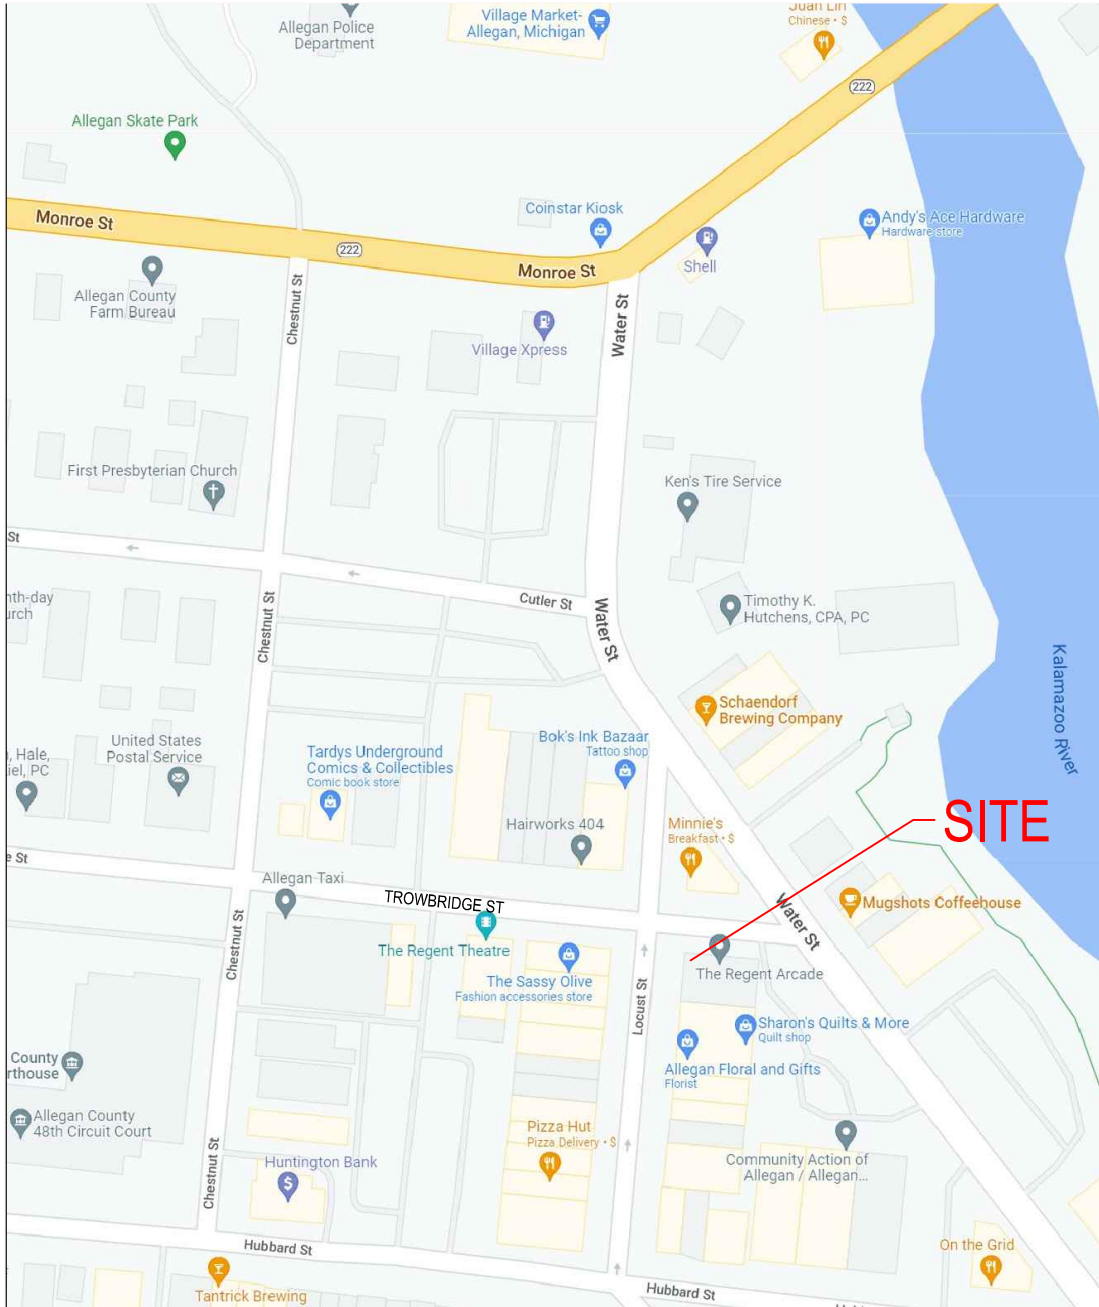 Allegan Police
Department
Village Market-
Allegan, Michigan
Juan Lin
Chinese • $
222
Allegan Skate Park
Monroe St
222
Coinstar Kiosk
Monroe St
Shell
Andy's Ace Hardware
Hardware store
Allegan County
Farm Bureau
Chestnut St
Village Xpress
Water St
First Presbyterian Church
Ken's Tire Service
St
Cutler St
nth-day
urch
Chestnut St
Water St
Timothy K.
Hutchens, CPA, PC
Kalamazoo River
Schaendorf
Brewing Company
United States
Postal Service
Tardys Underground
Comics & Collectibles
Comic book store
Bok's Ink Bazaar
Tattoo shop
, Hale,
iel, PC
Hairworks 404
Minnie's
Breakfast • $
SITE
e St
Allegan Taxi
TROWBRIDGE ST
Mugshots Coffeehouse
Water St
Chestnut St
The Regent Theatre
The Sassy Olive
Fashion accessories store
Locust St
The Regent Arcade
Sharon's Quilts & More
Quilt shop
County
rthouse
Allegan Floral and Gifts
Florist
Allegan County
48th Circuit Court
Pizza Hut
Pizza Delivery • $
Chestnut St
Huntington Bank
$
Community Action of
Allegan / Allegan...
Hubbard St
On the Grid
Tantrick Brewing
Hubbard St